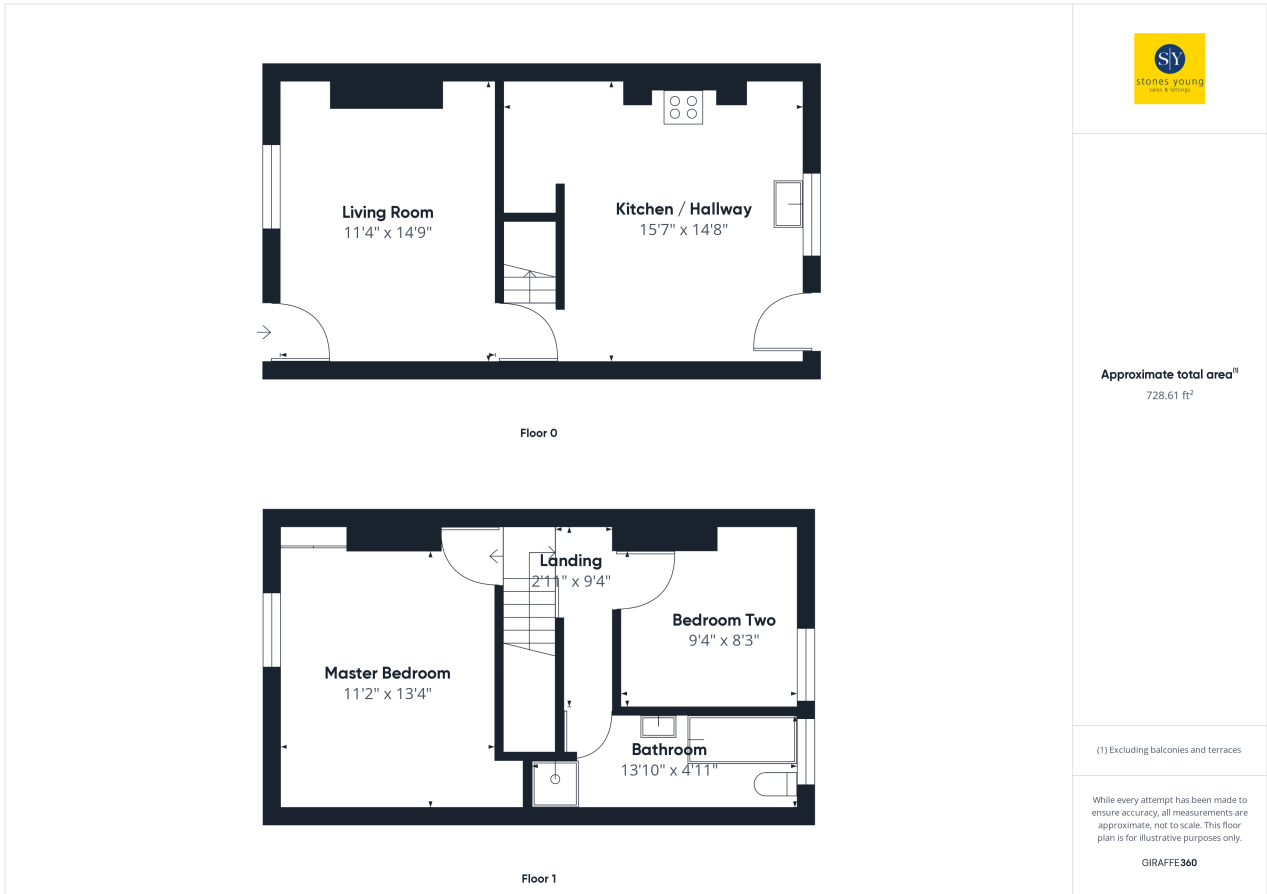 Living Room
11'4" x 14'9"
Kitchen / Hallway
15'7" x 14'8"
Floor 0
Landing
2'11" x 9'4"
Bedroom Two
9'4" x 8'3"
Master Bedroom
11'2" x 13'4"
Bathroom
13'10" x 4'11"
Floor 1
S|Y
stones young
sales & lettings
Approximate total area(1)
728.61 ft²
(1) Excluding balconies and terraces
While every attempt has been made to
ensure accuracy, all measurements are
approximate, not to scale. This floor
plan is for illustrative purposes only.
GIRAFFE360